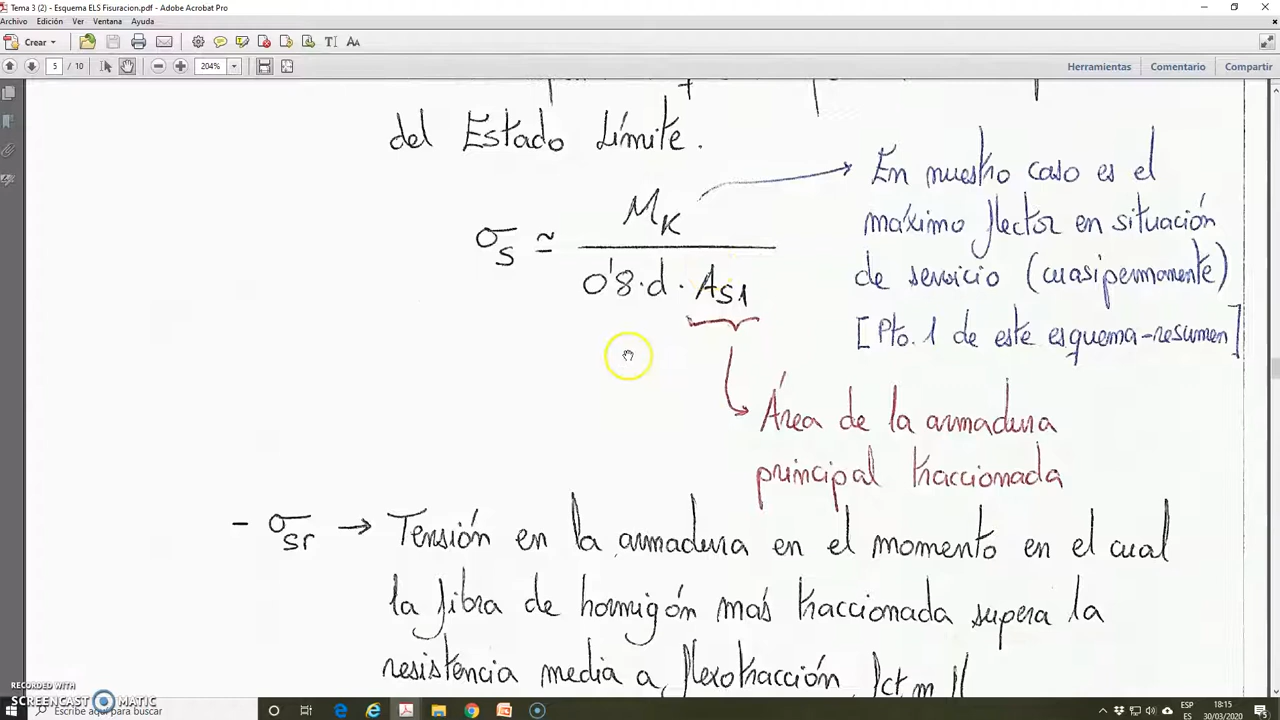 Tema 3 (2) - Esquema ELS Fisuracion.pdf - Adobe Acrobat Pro
Archivo Edición Ver Ventana Ayuda
Crear
5 / 10 204% Herramientas Comentario Compartir
del Estado Límite.
σs ≃ MK / 0'8·d·AS1
En nuestro caso es el
máximo flector en situación
de servicio (cuasipermanente)
[Pto. 1 de este esquema-resumen]
Área de la armadura
principal traccionada
- σsr → Tensión en la armadura en el momento en el cual
la fibra de hormigón más traccionada supera la
resistencia media a flexotracción, fct,m,fl
RECORDED WITH
SCREENCAST MATIC
Escribe aquí para buscar
ESP
18:15
30/03/2020